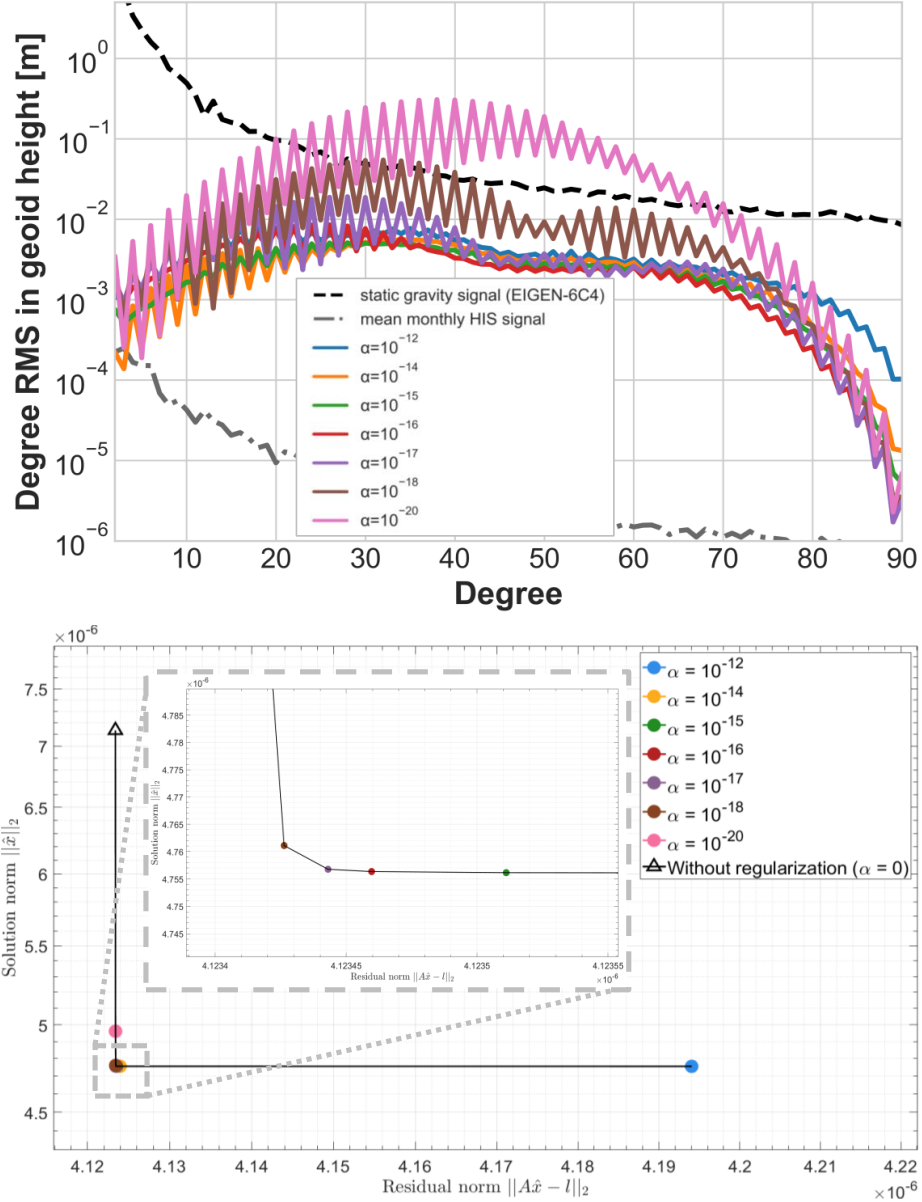 Degree RMS in geoid height [m]
10⁰
10⁻¹
10⁻²
10⁻³
10⁻⁴
10⁻⁵
10⁻⁶
static gravity signal (EIGEN-6C4)
mean monthly HIS signal
α=10⁻¹²
α=10⁻¹⁴
α=10⁻¹⁵
α=10⁻¹⁶
α=10⁻¹⁷
α=10⁻¹⁸
α=10⁻²⁰
10 20 30 40 50 60 70 80 90
Degree
×10⁻⁶
Solution norm ||x̂||₂
7.5
7
6.5
6
5.5
5
4.5
×10⁻⁶
Solution norm ||x̂||₂
4.785
4.78
4.775
4.77
4.765
4.76
4.755
4.75
4.745
4.1234 4.12345 4.1235 4.12355
Residual norm ||Ax̂ − l||₂
×10⁻⁶
α = 10⁻¹²
α = 10⁻¹⁴
α = 10⁻¹⁵
α = 10⁻¹⁶
α = 10⁻¹⁷
α = 10⁻¹⁸
α = 10⁻²⁰
Without regularization (α = 0)
4.12 4.13 4.14 4.15 4.16 4.17 4.18 4.19 4.2 4.21 4.22
Residual norm ||Ax̂ − l||₂
×10⁻⁶